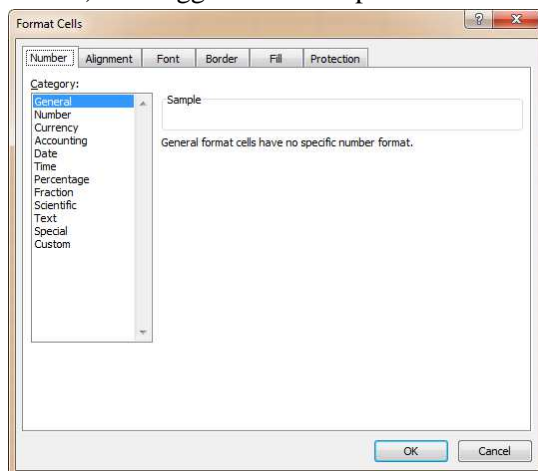 Format Cells
Number Alignment Font Border Fill Protection
Category:
General
Number
Currency
Accounting
Date
Time
Percentage
Fraction
Scientific
Text
Special
Custom
Sample
General format cells have no specific number format.
OK Cancel